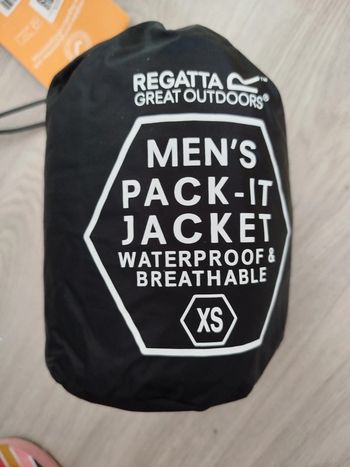 REGATTA
GREAT OUTDOORS®
MEN'S
PACK-IT
JACKET
WATERPROOF &
BREATHABLE
XS